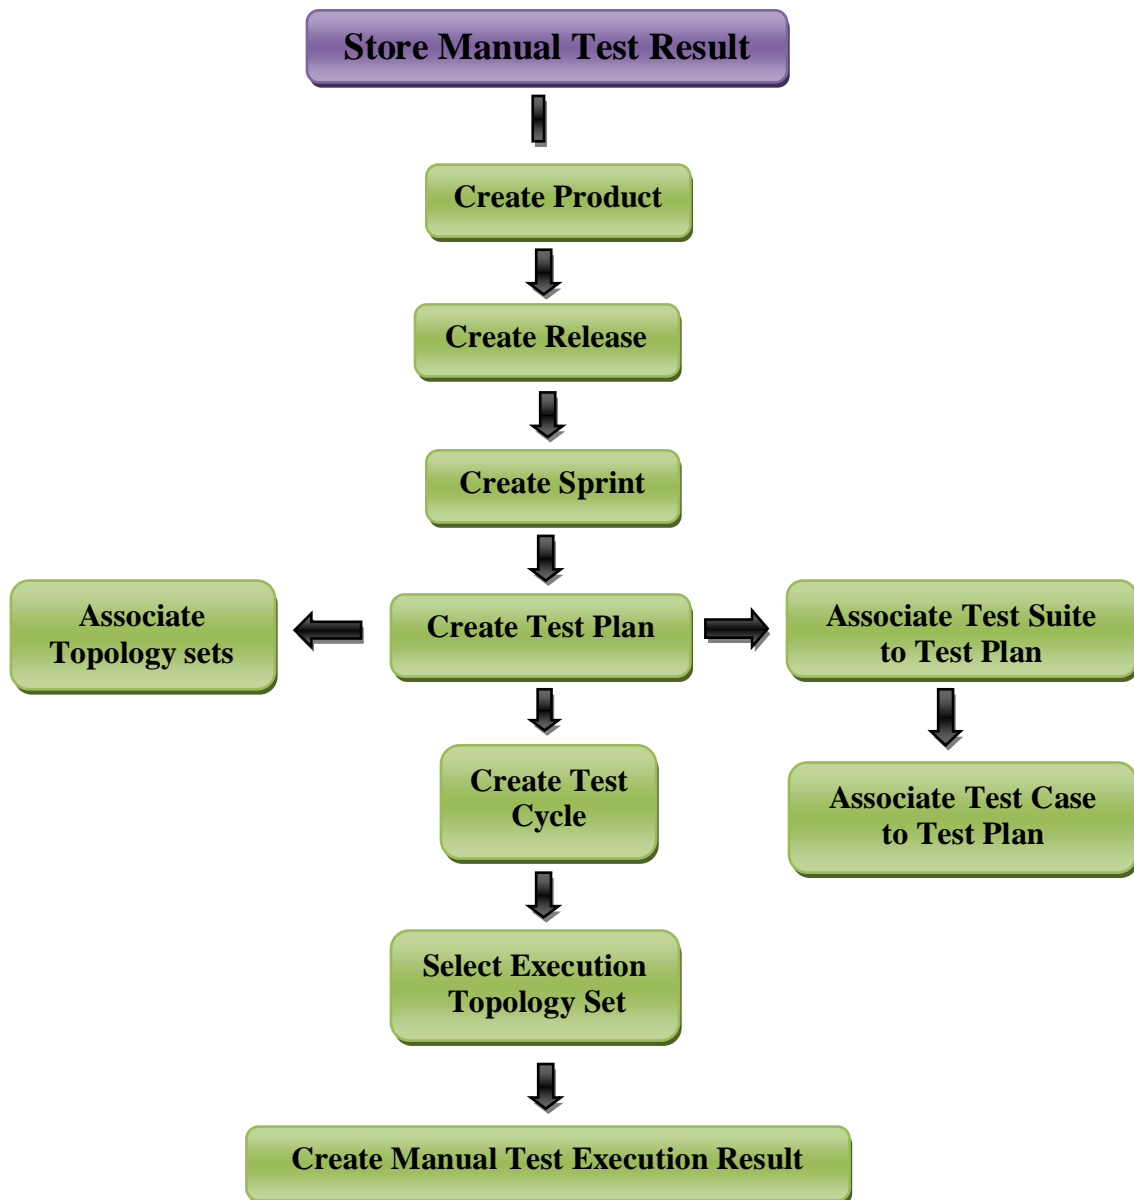 Store Manual Test Result
Create Product
Create Release
Create Sprint
Associate
Topology sets
Create Test Plan
Associate Test Suite
to Test Plan
Create Test
Cycle
Associate Test Case
to Test Plan
Select Execution
Topology Set
Create Manual Test Execution Result